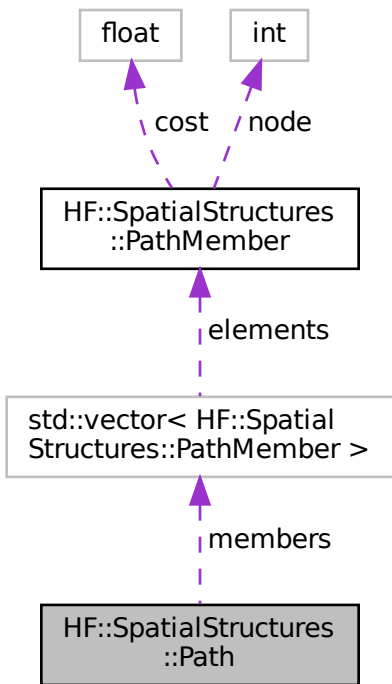 float
int
cost
node
HF::SpatialStructures
::PathMember
elements
std::vector< HF::Spatial
Structures::PathMember >
members
HF::SpatialStructures
::Path